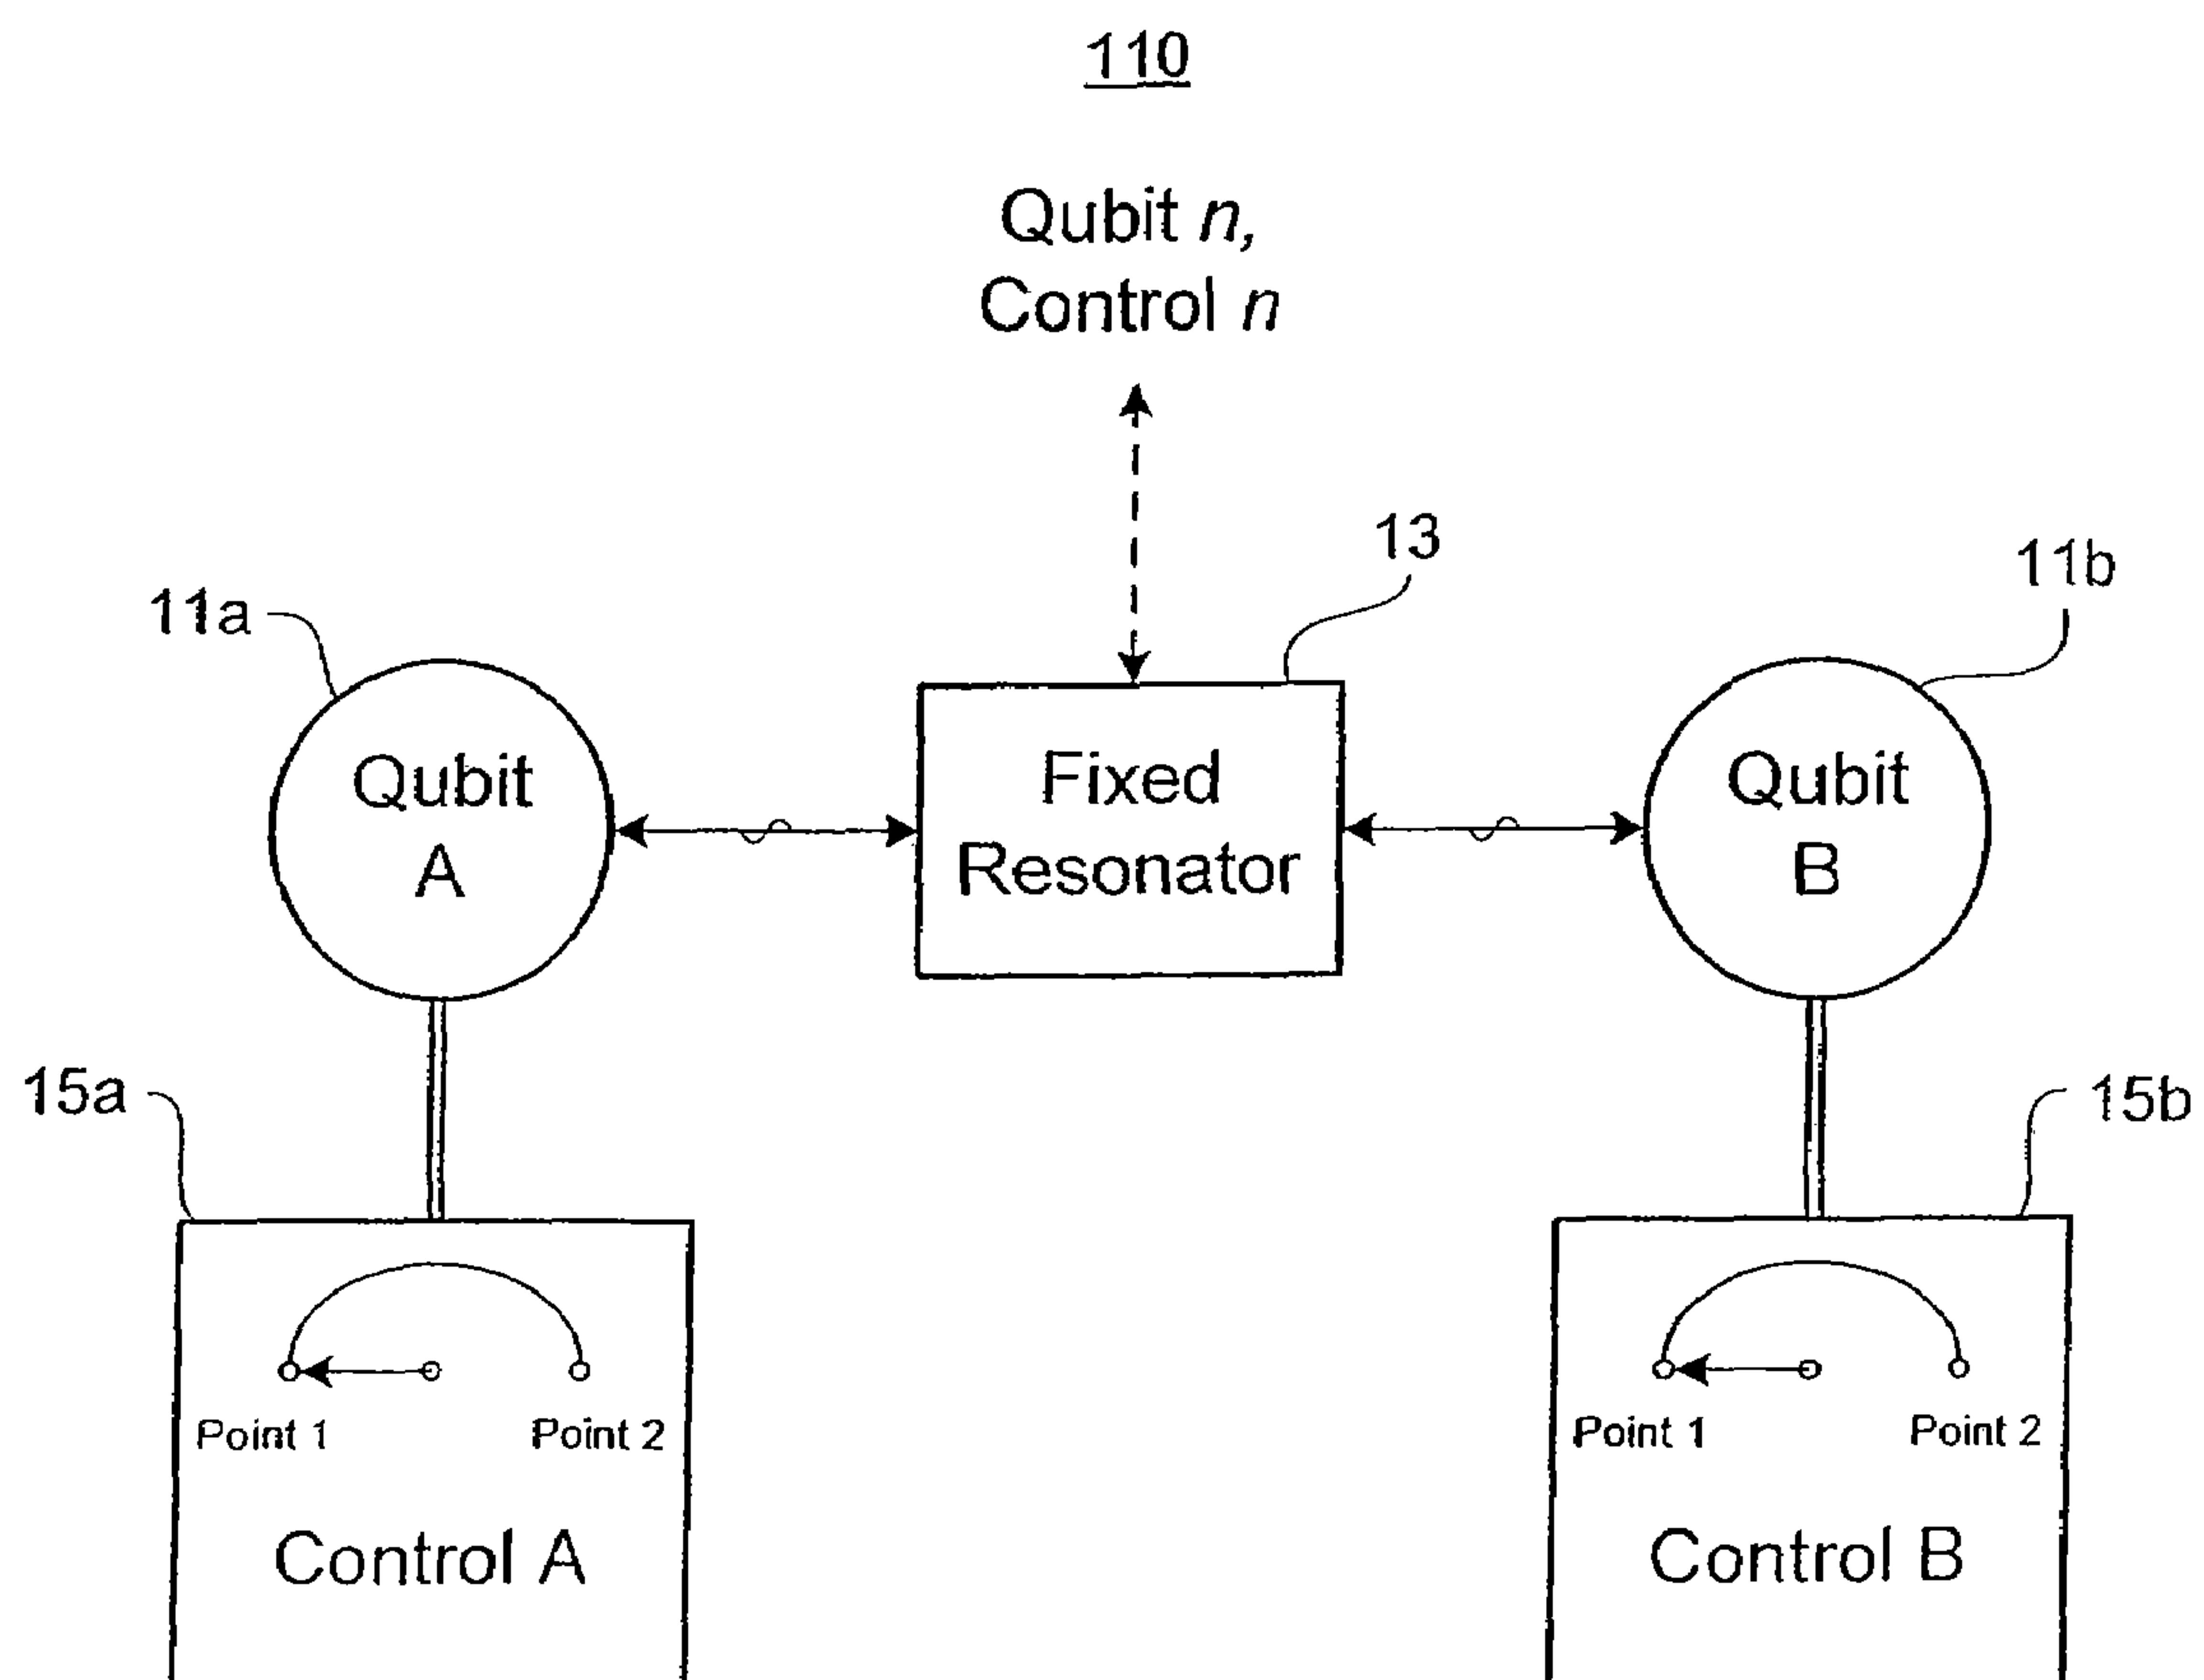 110
Qubit n,
Control n
13
11b
11a
Qubit
A
Fixed
Resonator
Qubit
B
15a
15b
Point 1
Point 2
Control A
Point 1
Point 2
Control B